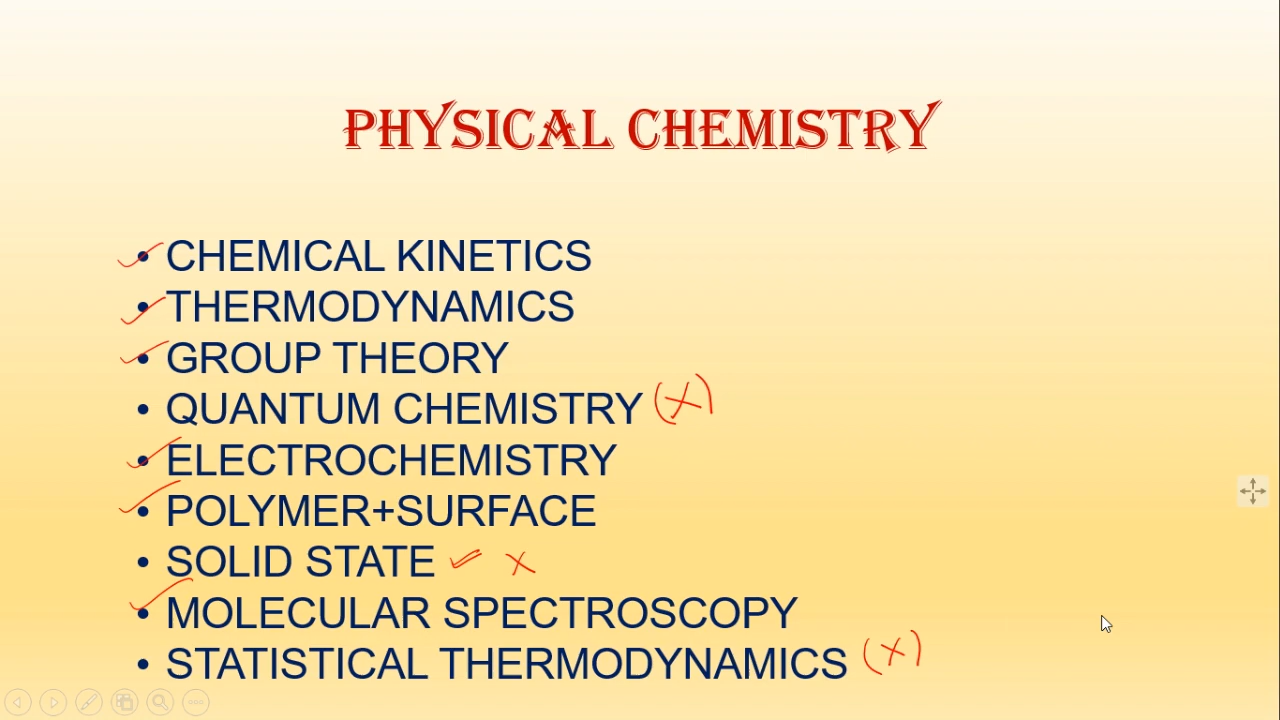 PHYSICAL CHEMISTRY
• CHEMICAL KINETICS
• THERMODYNAMICS
• GROUP THEORY
• QUANTUM CHEMISTRY (X)
• ELECTROCHEMISTRY
• POLYMER+SURFACE
• SOLID STATE ✓ X
• MOLECULAR SPECTROSCOPY
• STATISTICAL THERMODYNAMICS (X)